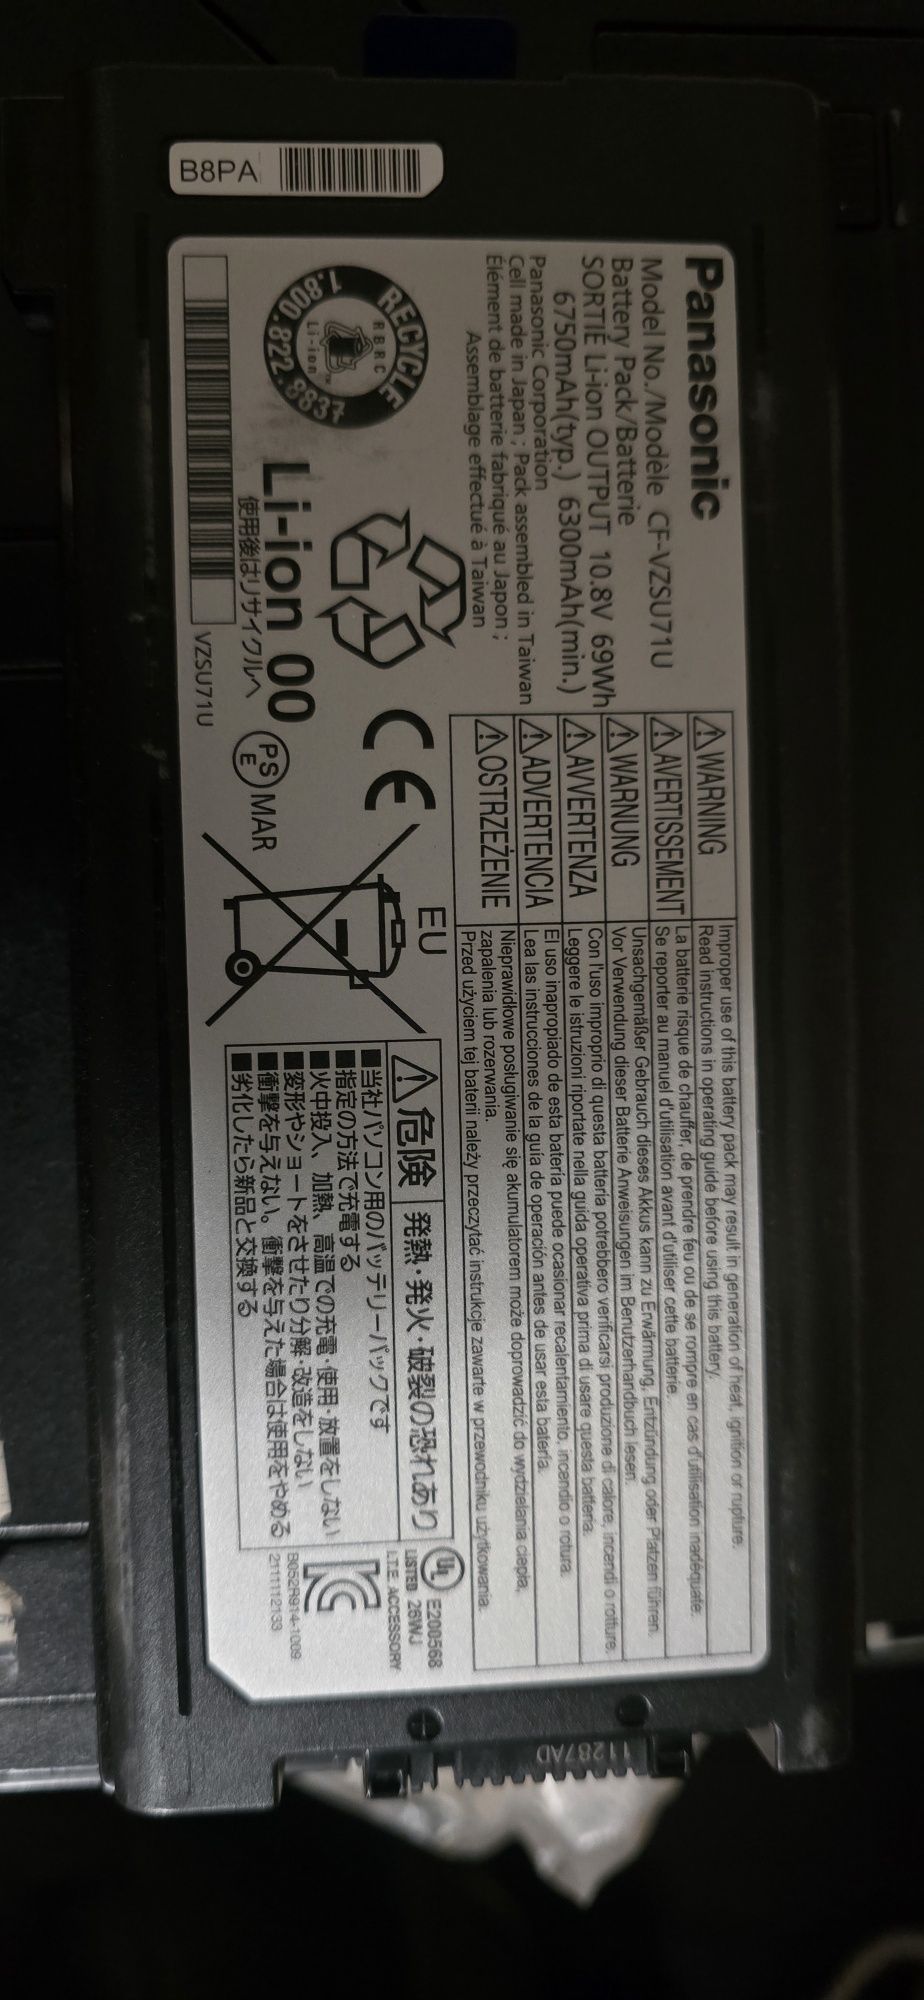 B8PA
Panasonic
Model No./Modèle CF-VZSU71U
Battery Pack/Batterie
SORTIE Li-ion OUTPUT 10.8V 69Wh
6750mAh(typ.) 6300mAh(min.)
Panasonic Corporation
Cell made in Japan ; Pack assembled in Taiwan
Élément de batterie fabriqué au Japon ;
Assemblage effectué à Taiwan
RECYCLE
RBRC
Li-ion
1.800.822.8837
Li-ion 00
使用後はリサイクルへ
VZSU71U
PS
E
MAR
CE
EU
WARNING
Improper use of this battery pack may result in generation of heat, ignition or rupture.
Read instructions in operating guide before using this battery.
AVERTISSEMENT
La batterie risque de chauffer, de prendre feu ou de se rompre en cas d'utilisation inadéquate.
Se reporter au manuel d'utilisation avant d'utiliser cette batterie.
WARNUNG
Unsachgemäßer Gebrauch dieses Akkus kann zu Erwärmung, Entzündung oder Platzen führen.
Vor Verwendung dieser Batterie Anweisungen im Benutzerhandbuch lesen.
AVVERTENZA
Con l'uso improprio di questa batteria potrebbero verificarsi produzione di calore, incendi o rotture.
Leggere le istruzioni riportate nella guida operativa prima di usare questa batteria.
ADVERTENCIA
El uso inapropiado de esta batería puede ocasionar recalentamiento, incendio o rotura.
Lea las instrucciones de la guía de operación antes de usar esta batería.
OSTRZEŻENIE
Nieprawidłowe posługiwanie się akumulatorem może doprowadzić do wydzielania ciepła,
zapalenia lub rozerwania.
Przed użyciem tej baterii należy przeczytać instrukcje zawarte w przewodniku użytkowania.
危険 発熱・発火・破裂の恐れあり
■当社パソコン用のバッテリーパックです
■指定の方法で充電する
■火中投入、加熱、高温での充電・使用・放置をしない
■変形やショートをさせたり分解・改造をしない
■衝撃を与えない。衝撃を与えた場合は使用をやめる
■劣化したら新品と交換する
UL
E200568
LISTED 26WJ
I.T.E. ACCESSORY
B052R914-1009
2111112133
11287AD